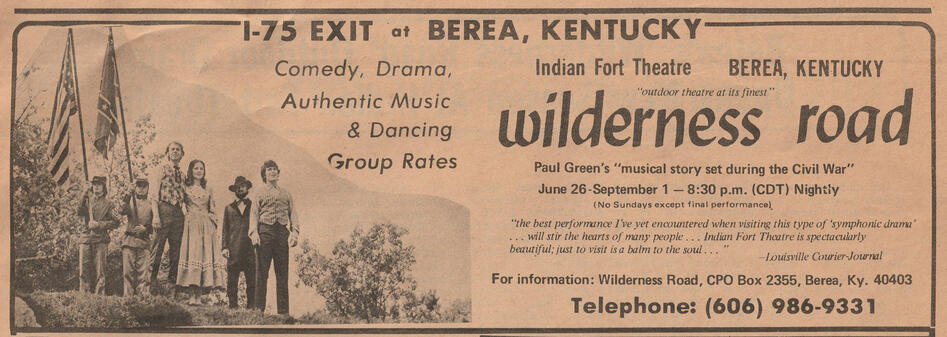 I-75 EXIT at BEREA, KENTUCKY
Comedy, Drama,
Authentic Music
& Dancing
Group Rates
Indian Fort Theatre BEREA, KENTUCKY
"outdoor theatre at its finest"
wilderness road
Paul Green's "musical story set during the Civil War"
June 26-September 1 — 8:30 p.m. (CDT) Nightly
(No Sundays except final performance)
"the best performance I've yet encountered when visiting this type of 'symphonic drama'
. . . will stir the hearts of many people . . . Indian Fort Theatre is spectacularly
beautiful; just to visit is a balm to the soul . . . "
—Louisville Courier-Journal
For information: Wilderness Road, CPO Box 2355, Berea, Ky. 40403
Telephone: (606) 986-9331